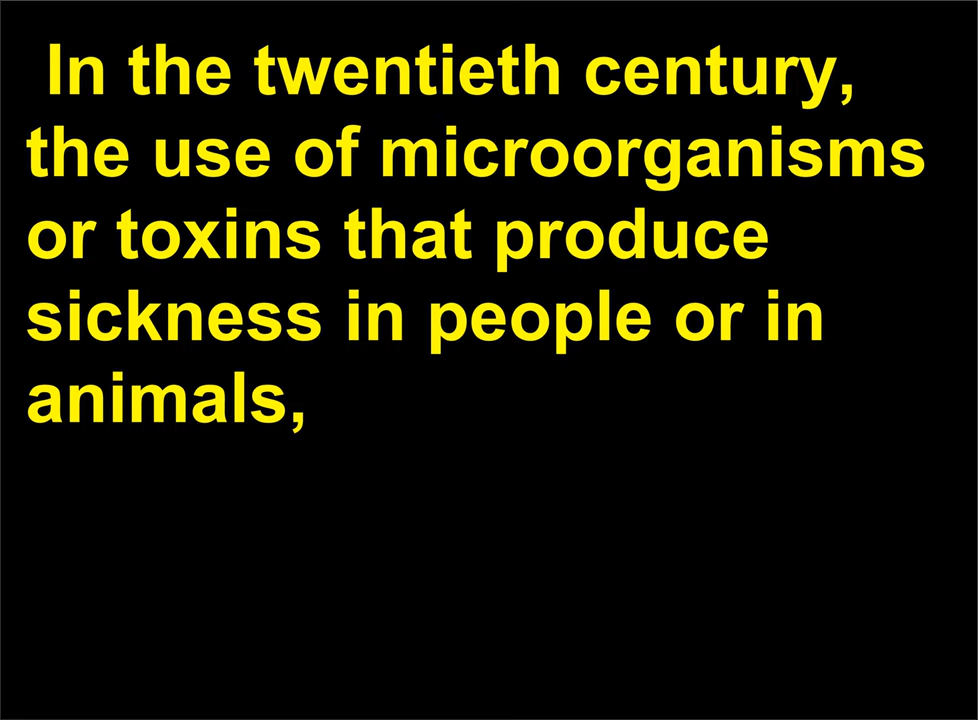 In the twentieth century,
the use of microorganisms
or toxins that produce
sickness in people or in
animals,